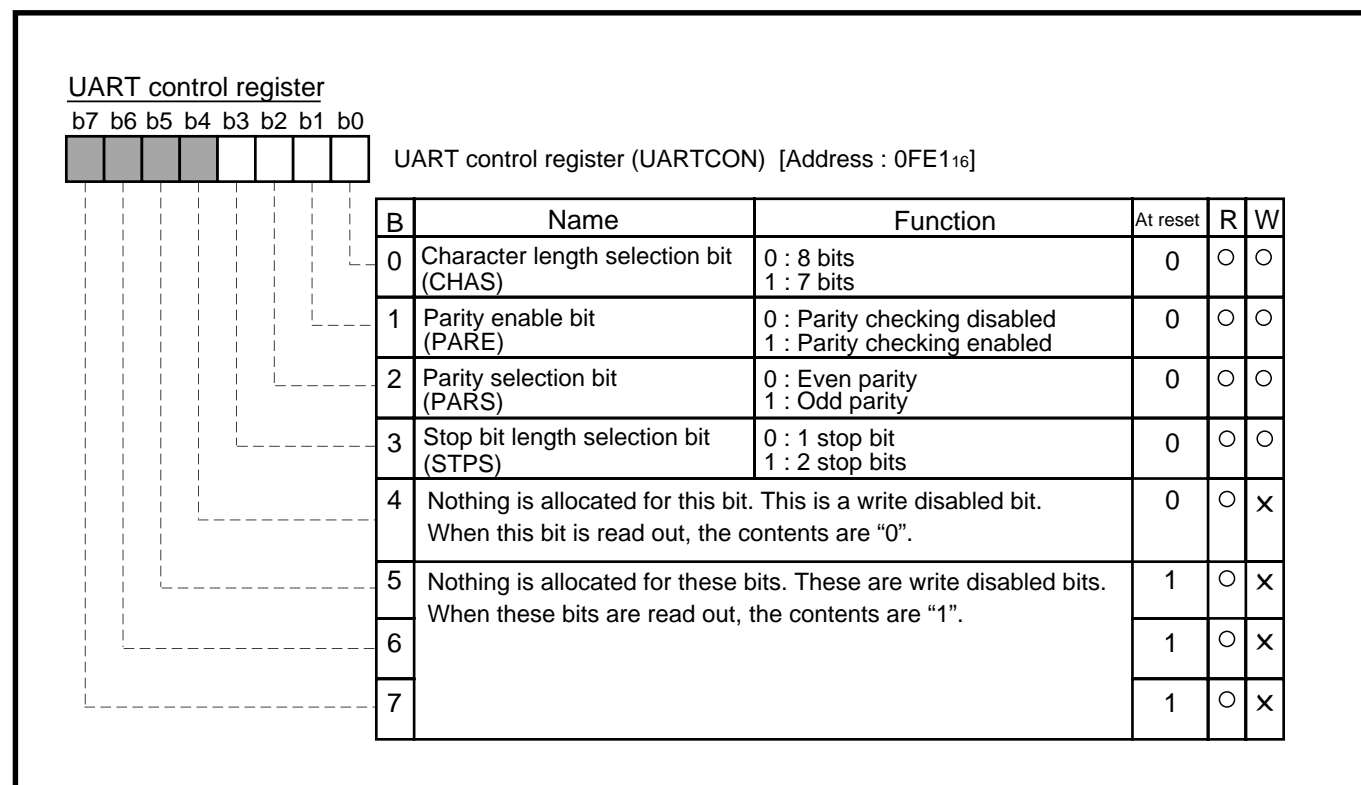 UART control register
b7 b6 b5 b4 b3 b2 b1 b0
UART control register (UARTCON) [Address : 0FE1₁₆]
B Name Function At reset R W
0 Character length selection bit (CHAS) 0 : 8 bits 1 : 7 bits 0 ○ ○
1 Parity enable bit (PARE) 0 : Parity checking disabled 1 : Parity checking enabled 0 ○ ○
2 Parity selection bit (PARS) 0 : Even parity 1 : Odd parity 0 ○ ○
3 Stop bit length selection bit (STPS) 0 : 1 stop bit 1 : 2 stop bits 0 ○ ○
4 Nothing is allocated for this bit. This is a write disabled bit. 0 ○ ×
When this bit is read out, the contents are “0”.
5 Nothing is allocated for these bits. These are write disabled bits. 1 ○ ×
When these bits are read out, the contents are “1”.
6 1 ○ ×
7 1 ○ ×